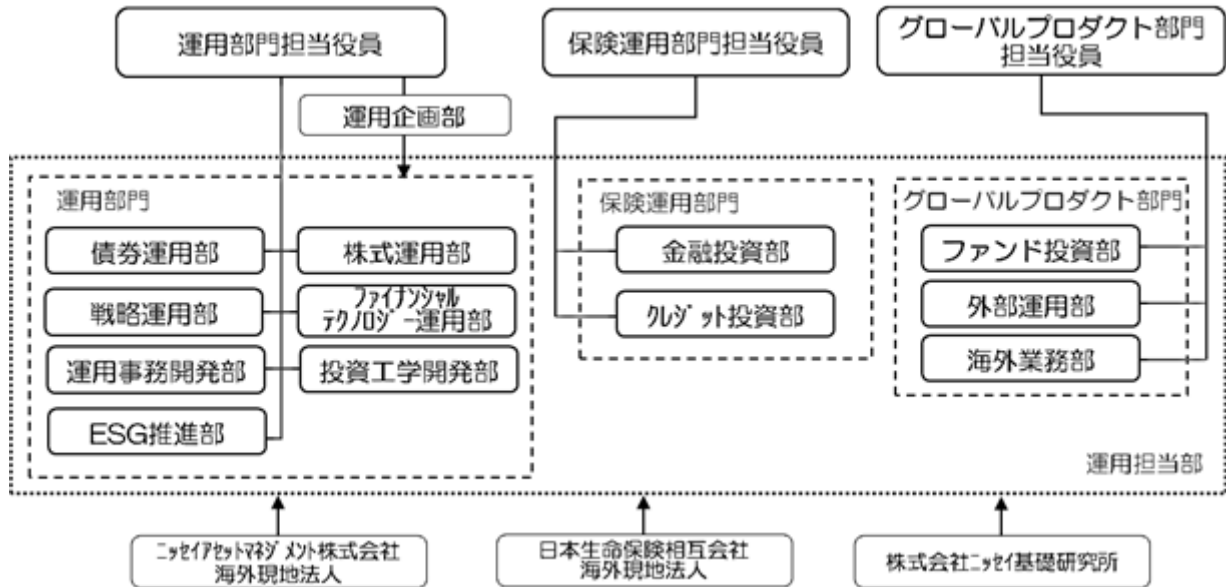 運用部門担当役員
保険運用部門担当役員
グローバルプロダクト部門
担当役員
運用企画部
運用部門
債券運用部
株式運用部
戦略運用部
ファイナンシャル
テクノロジー運用部
運用事務開発部
投資工学開発部
ESG推進部
保険運用部門
金融投資部
クレジット投資部
グローバルプロダクト部門
ファンド投資部
外部運用部
海外業務部
運用担当部
ニッセイアセットマネジメント株式会社
海外現地法人
日本生命保険相互会社
海外現地法人
株式会社ニッセイ基礎研究所